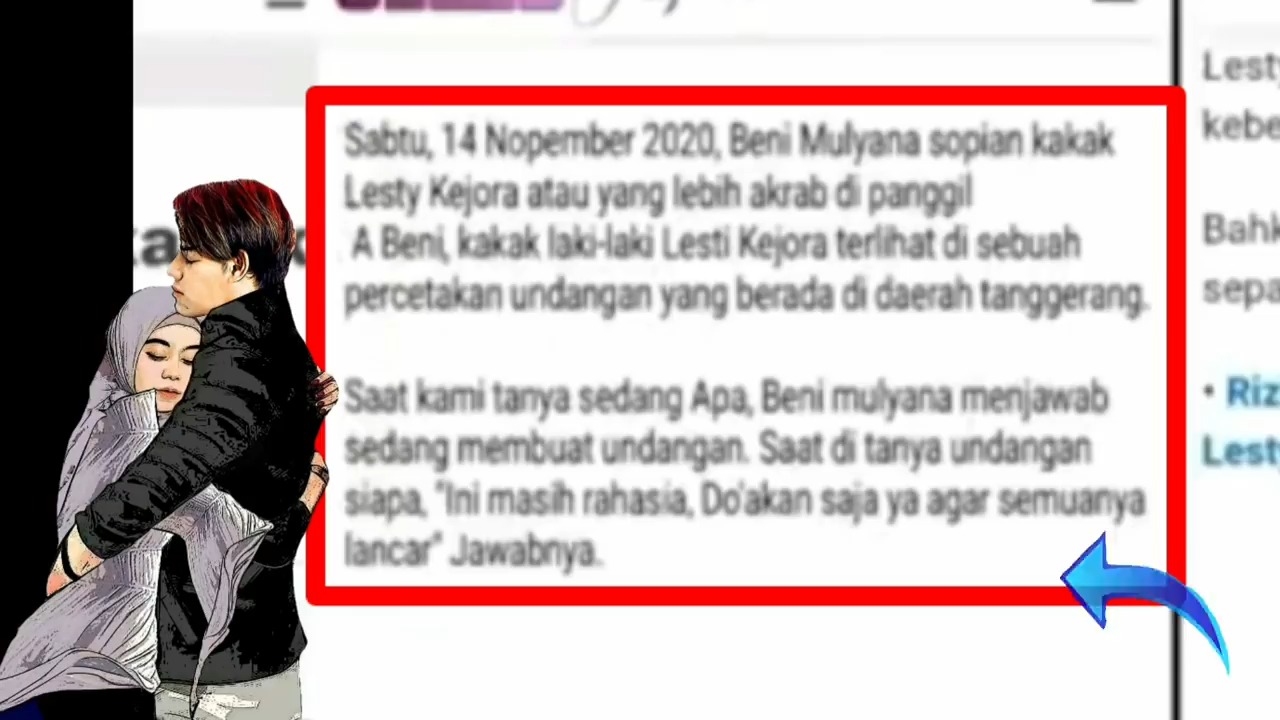 Sabtu, 14 Nopember 2020, Beni Mulyana sopian kakak
Lesty Kejora atau yang lebih akrab di panggil
A Beni, kakak laki-laki Lesti Kejora terlihat di sebuah
percetakan undangan yang berada di daerah tanggerang.
Saat kami tanya sedang Apa, Beni mulyana menjawab
sedang membuat undangan. Saat di tanya undangan
siapa, "Ini masih rahasia, Do'akan saja ya agar semuanya
lancar" Jawabnya.
Lesty
kebe
Bahk
sepa
• Riz
Lesty